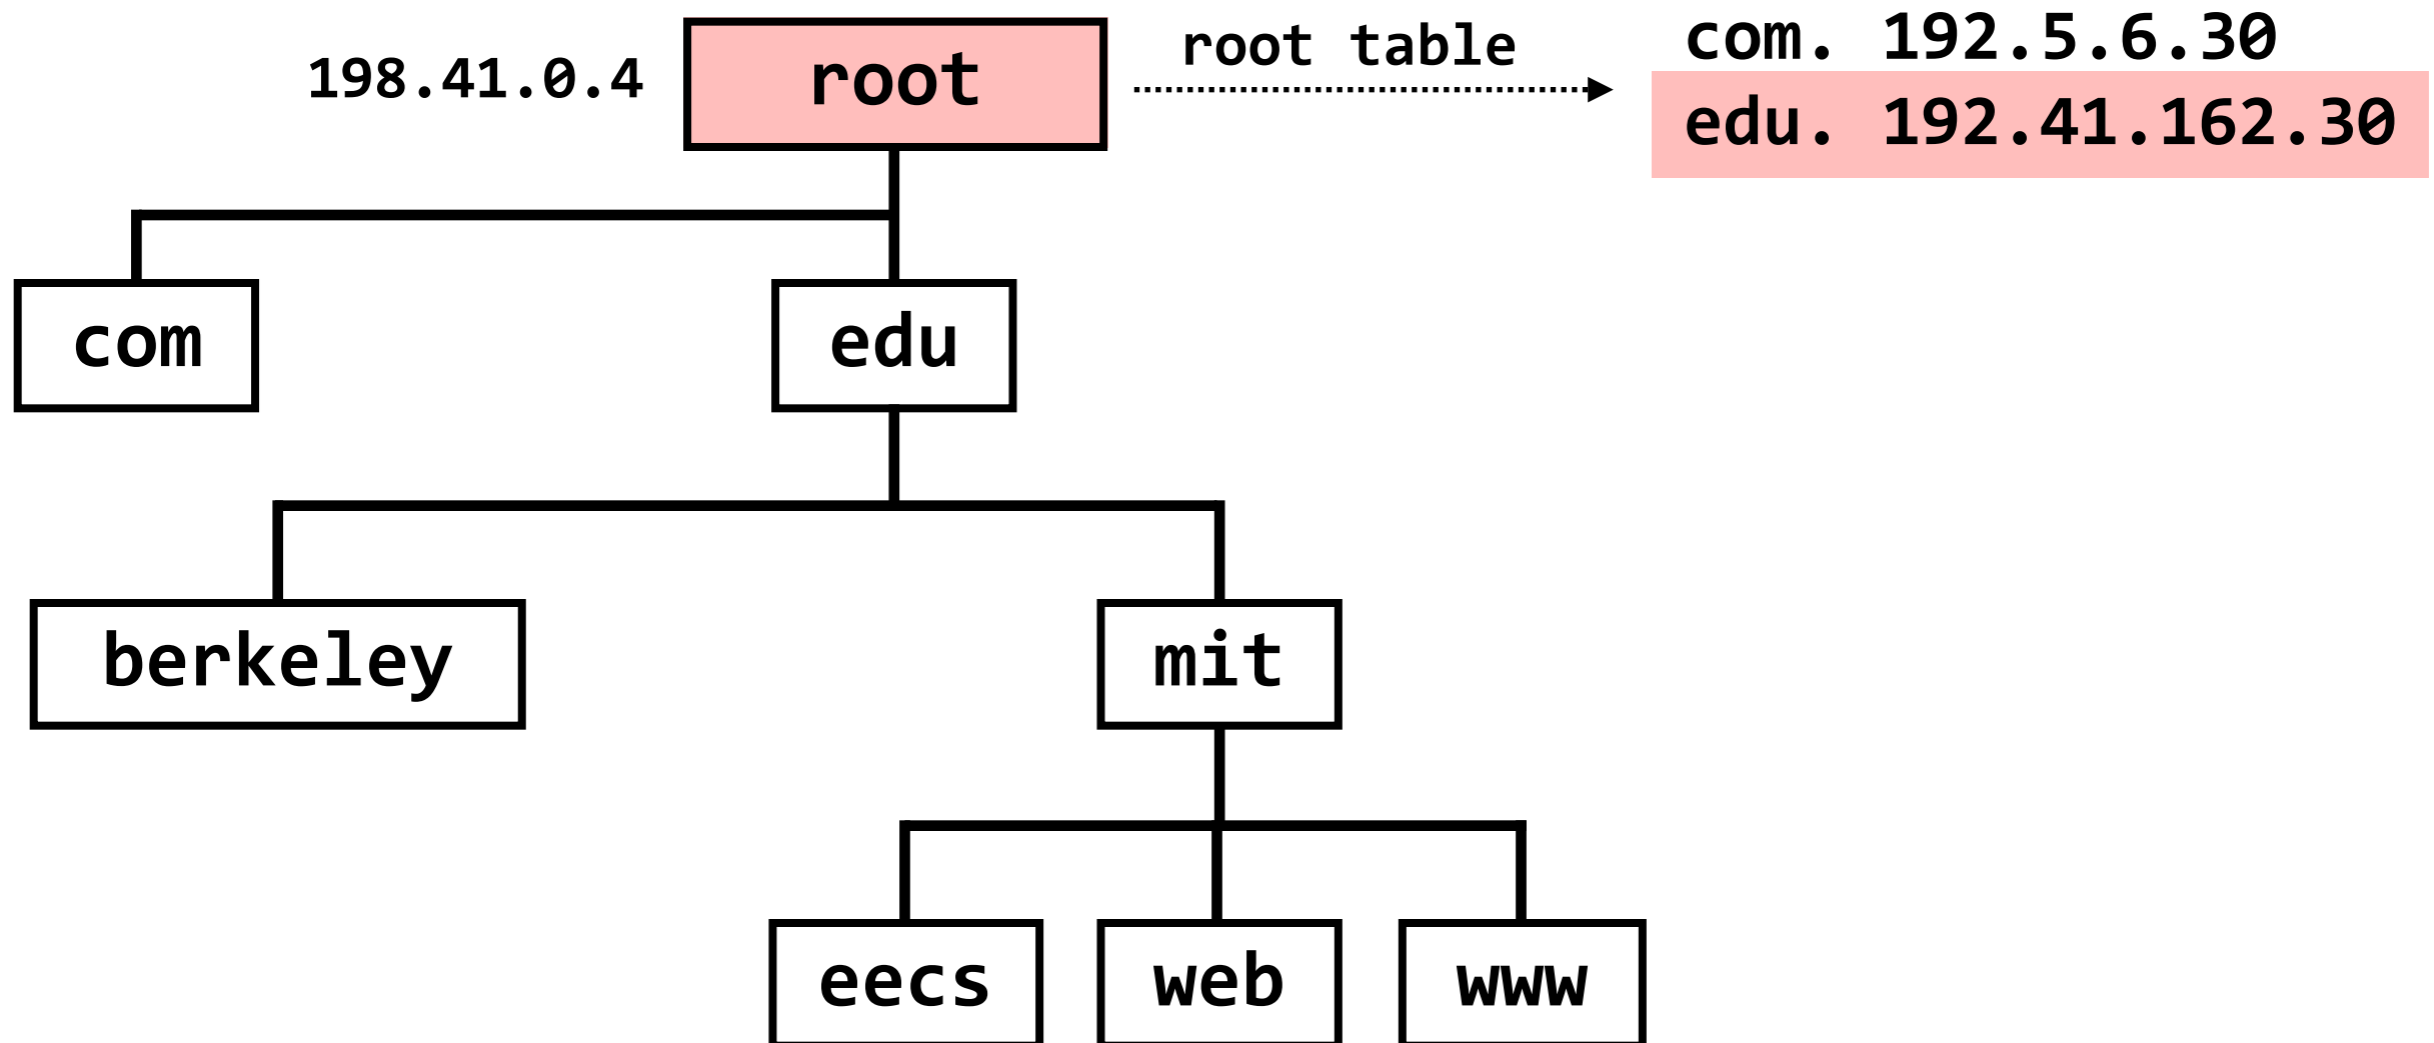 198.41.0.4
root
root table
com. 192.5.6.30
edu. 192.41.162.30
com
edu
berkeley
mit
eecs
web
www